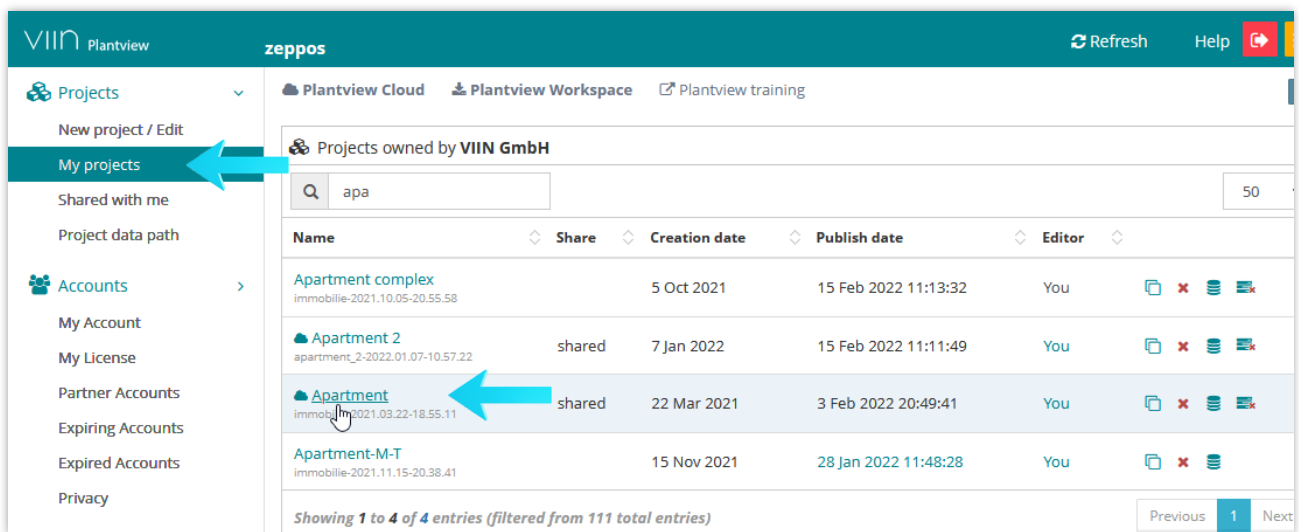 VIIN Plantview
zeppos
Refresh
Help
Projects
New project / Edit
My projects
Shared with me
Project data path
Accounts
My Account
My License
Partner Accounts
Expiring Accounts
Expired Accounts
Privacy
Plantview Cloud Plantview Workspace Plantview training
Projects owned by VIIN GmbH
apa
50
Name Share Creation date Publish date Editor
Apartment complex
immobilie-2021.10.05-20.55.58
5 Oct 2021 15 Feb 2022 11:13:32 You
Apartment 2
apartment_2-2022.01.07-10.57.22
shared 7 Jan 2022 15 Feb 2022 11:11:49 You
Apartment
immobilie-2021.03.22-18.55.11
shared 22 Mar 2021 3 Feb 2022 20:49:41 You
Apartment-M-T
immobilie-2021.11.15-20.38.41
15 Nov 2021 28 Jan 2022 11:48:28 You
Showing 1 to 4 of 4 entries (filtered from 111 total entries)
Previous 1 Next